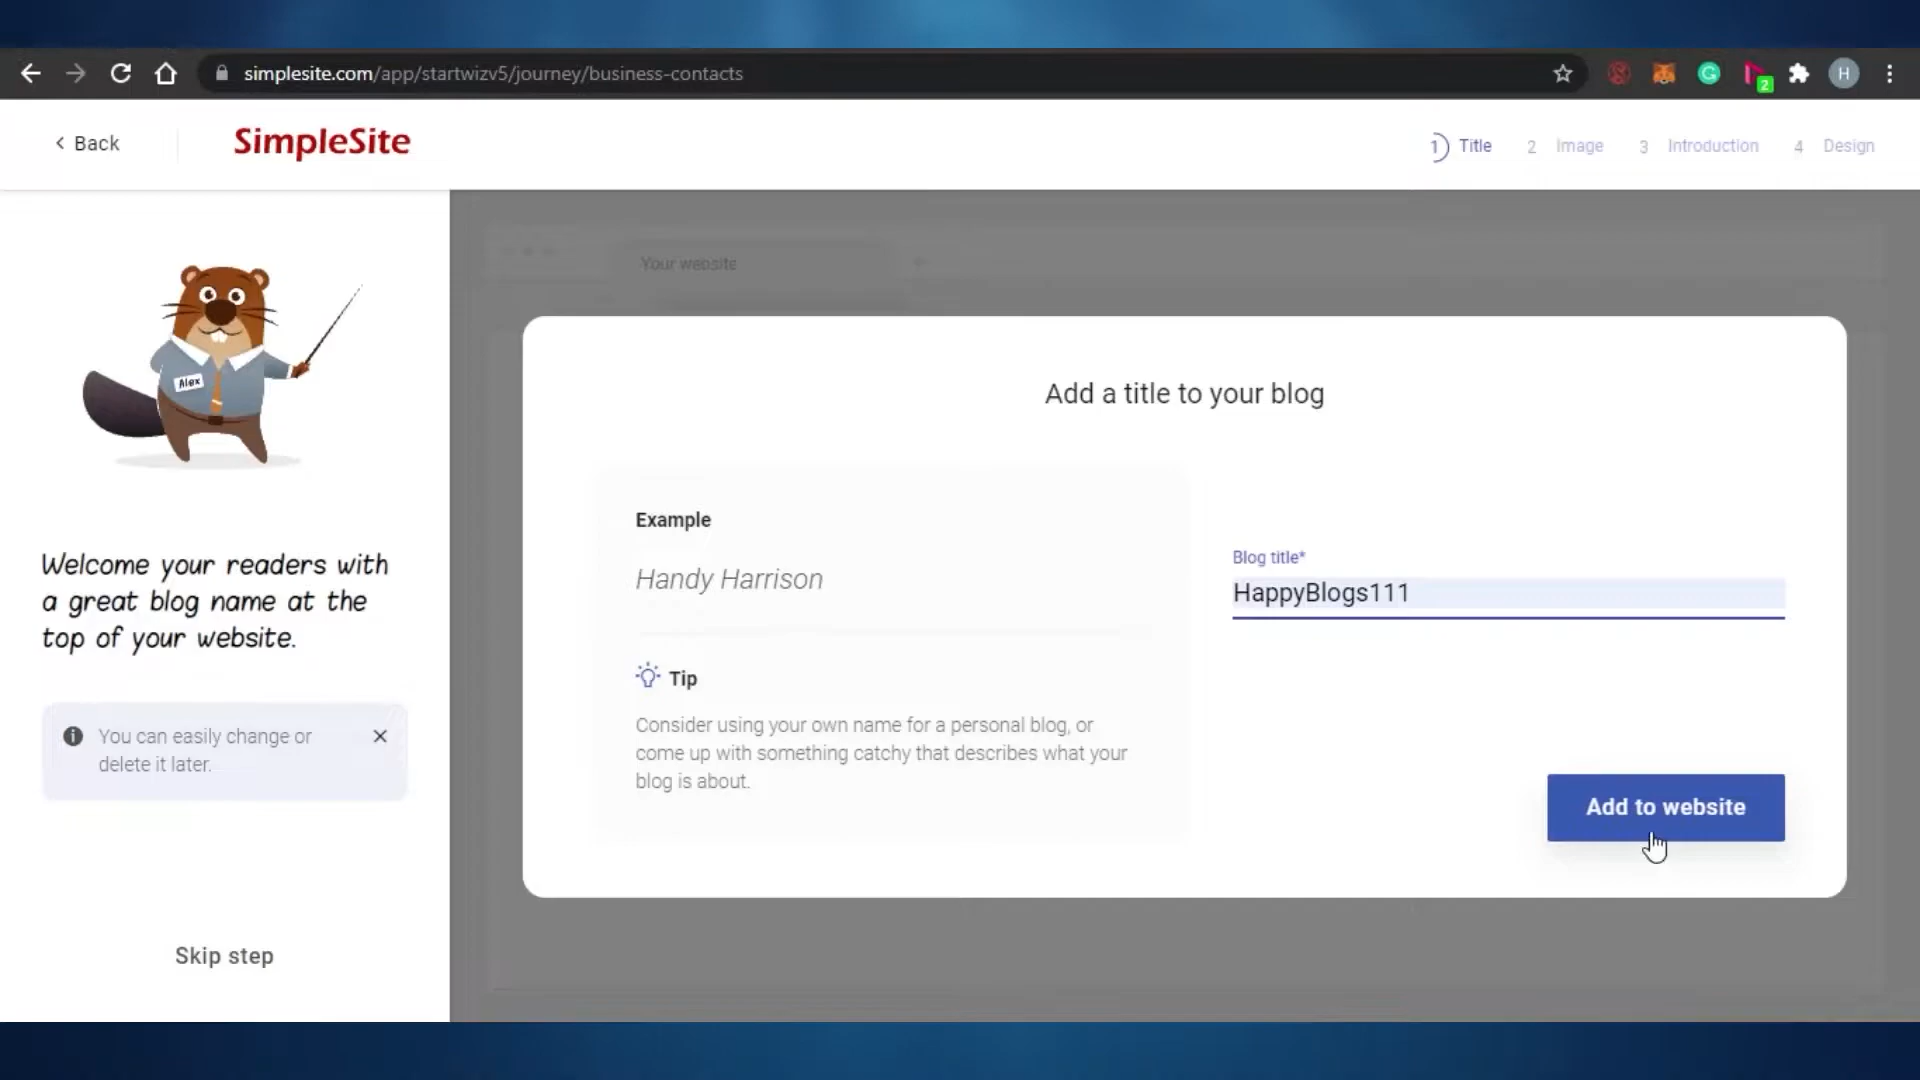 simplesite.com/app/startwizv5/journey/business-contacts
2
H
Back
SimpleSite
1 Title 2 Image 3 Introduction 4 Design
Your website
Alex
Welcome your readers with
a great blog name at the
top of your website.
You can easily change or
delete it later.
Skip step
Add a title to your blog
Example
Handy Harrison
Tip
Consider using your own name for a personal blog, or
come up with something catchy that describes what your
blog is about.
Blog title*
HappyBlogs111
Add to website